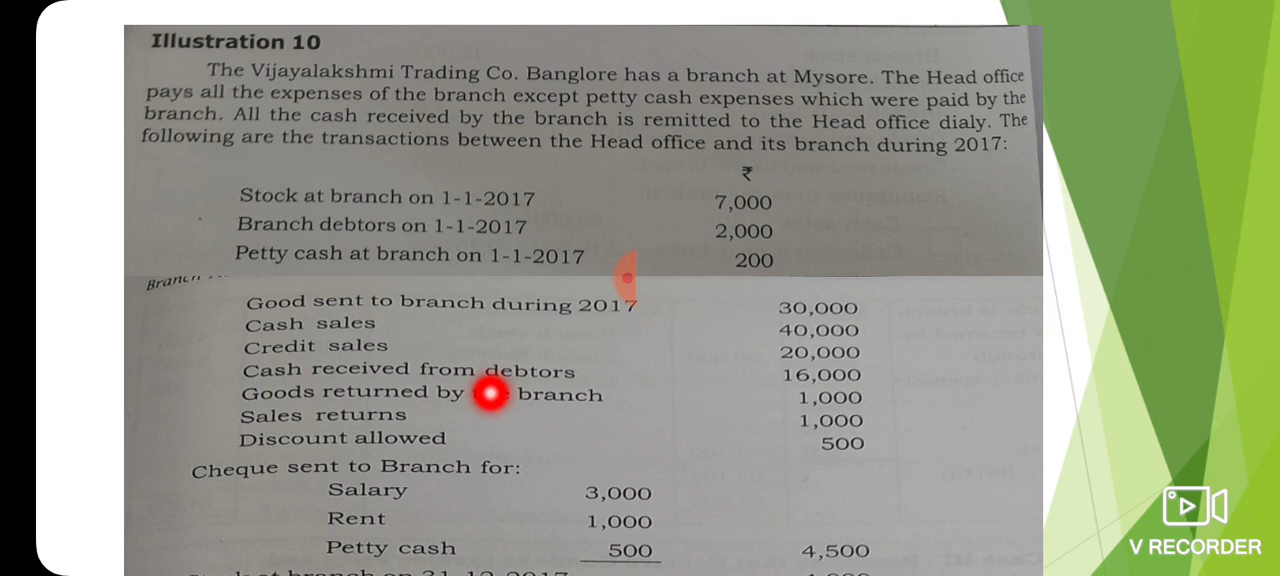 Illustration 10
The Vijayalakshmi Trading Co. Banglore has a branch at Mysore. The Head office
pays all the expenses of the branch except petty cash expenses which were paid by the
branch. All the cash received by the branch is remitted to the Head office dialy. The
following are the transactions between the Head office and its branch during 2017:
₹
Stock at branch on 1-1-2017 7,000
Branch debtors on 1-1-2017 2,000
Petty cash at branch on 1-1-2017 200
Good sent to branch during 2017 30,000
Cash sales 40,000
Credit sales 20,000
Cash received from debtors 16,000
Goods returned by branch 1,000
Sales returns 1,000
Discount allowed 500
Cheque sent to Branch for:
Salary 3,000
Rent 1,000
Petty cash 500 4,500
V RECORDER